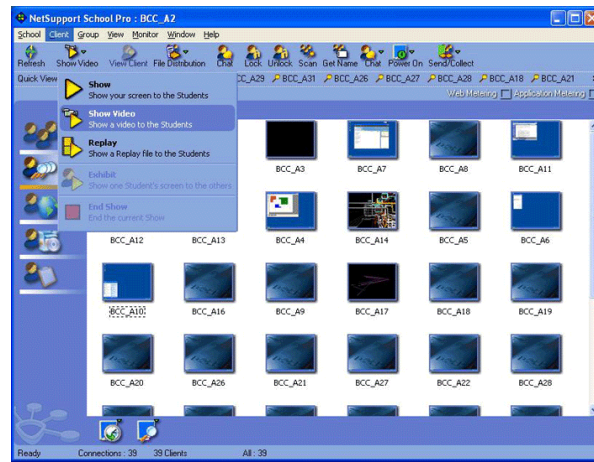 NetSupport School Pro : BCC_A2
School Client Group View Monitor Window Help
Refresh Show Video View Client File Distribution Chat Lock Unlock Scan Get Name Chat Power On Send/Collect
Quick View BCC_A29 BCC_A31 BCC_A26 BCC_A27 BCC_A28 BCC_A18 BCC_A21
Web Metering Application Metering
Show
Show your screen to the Students
Show Video
Show a video to the Students
Replay
Show a Replay file to the Students
Exhibit
Show one Student's screen to the others
End Show
End the current Show
BCC_A3 BCC_A7 BCC_A8 BCC_A11
BCC_A12 BCC_A13 BCC_A4 BCC_A14 BCC_A5 BCC_A6
BCC_A10 BCC_A16 BCC_A9 BCC_A17 BCC_A18 BCC_A19
BCC_A20 BCC_A26 BCC_A21 BCC_A27 BCC_A22 BCC_A28
Ready Connections : 39 39 Clients All : 39